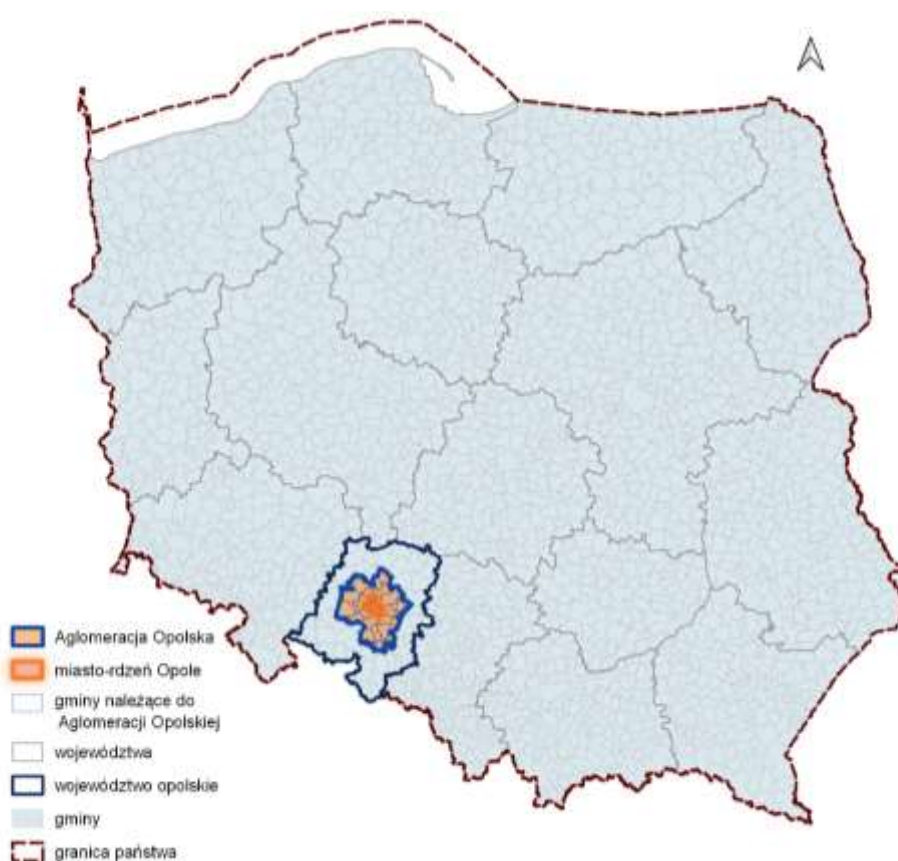 Aglomeracja Opolska
miasto-rdzeń Opole
gminy należące do
Aglomeracji Opolskiej
województwa
województwo opolskie
gminy
granica państwa